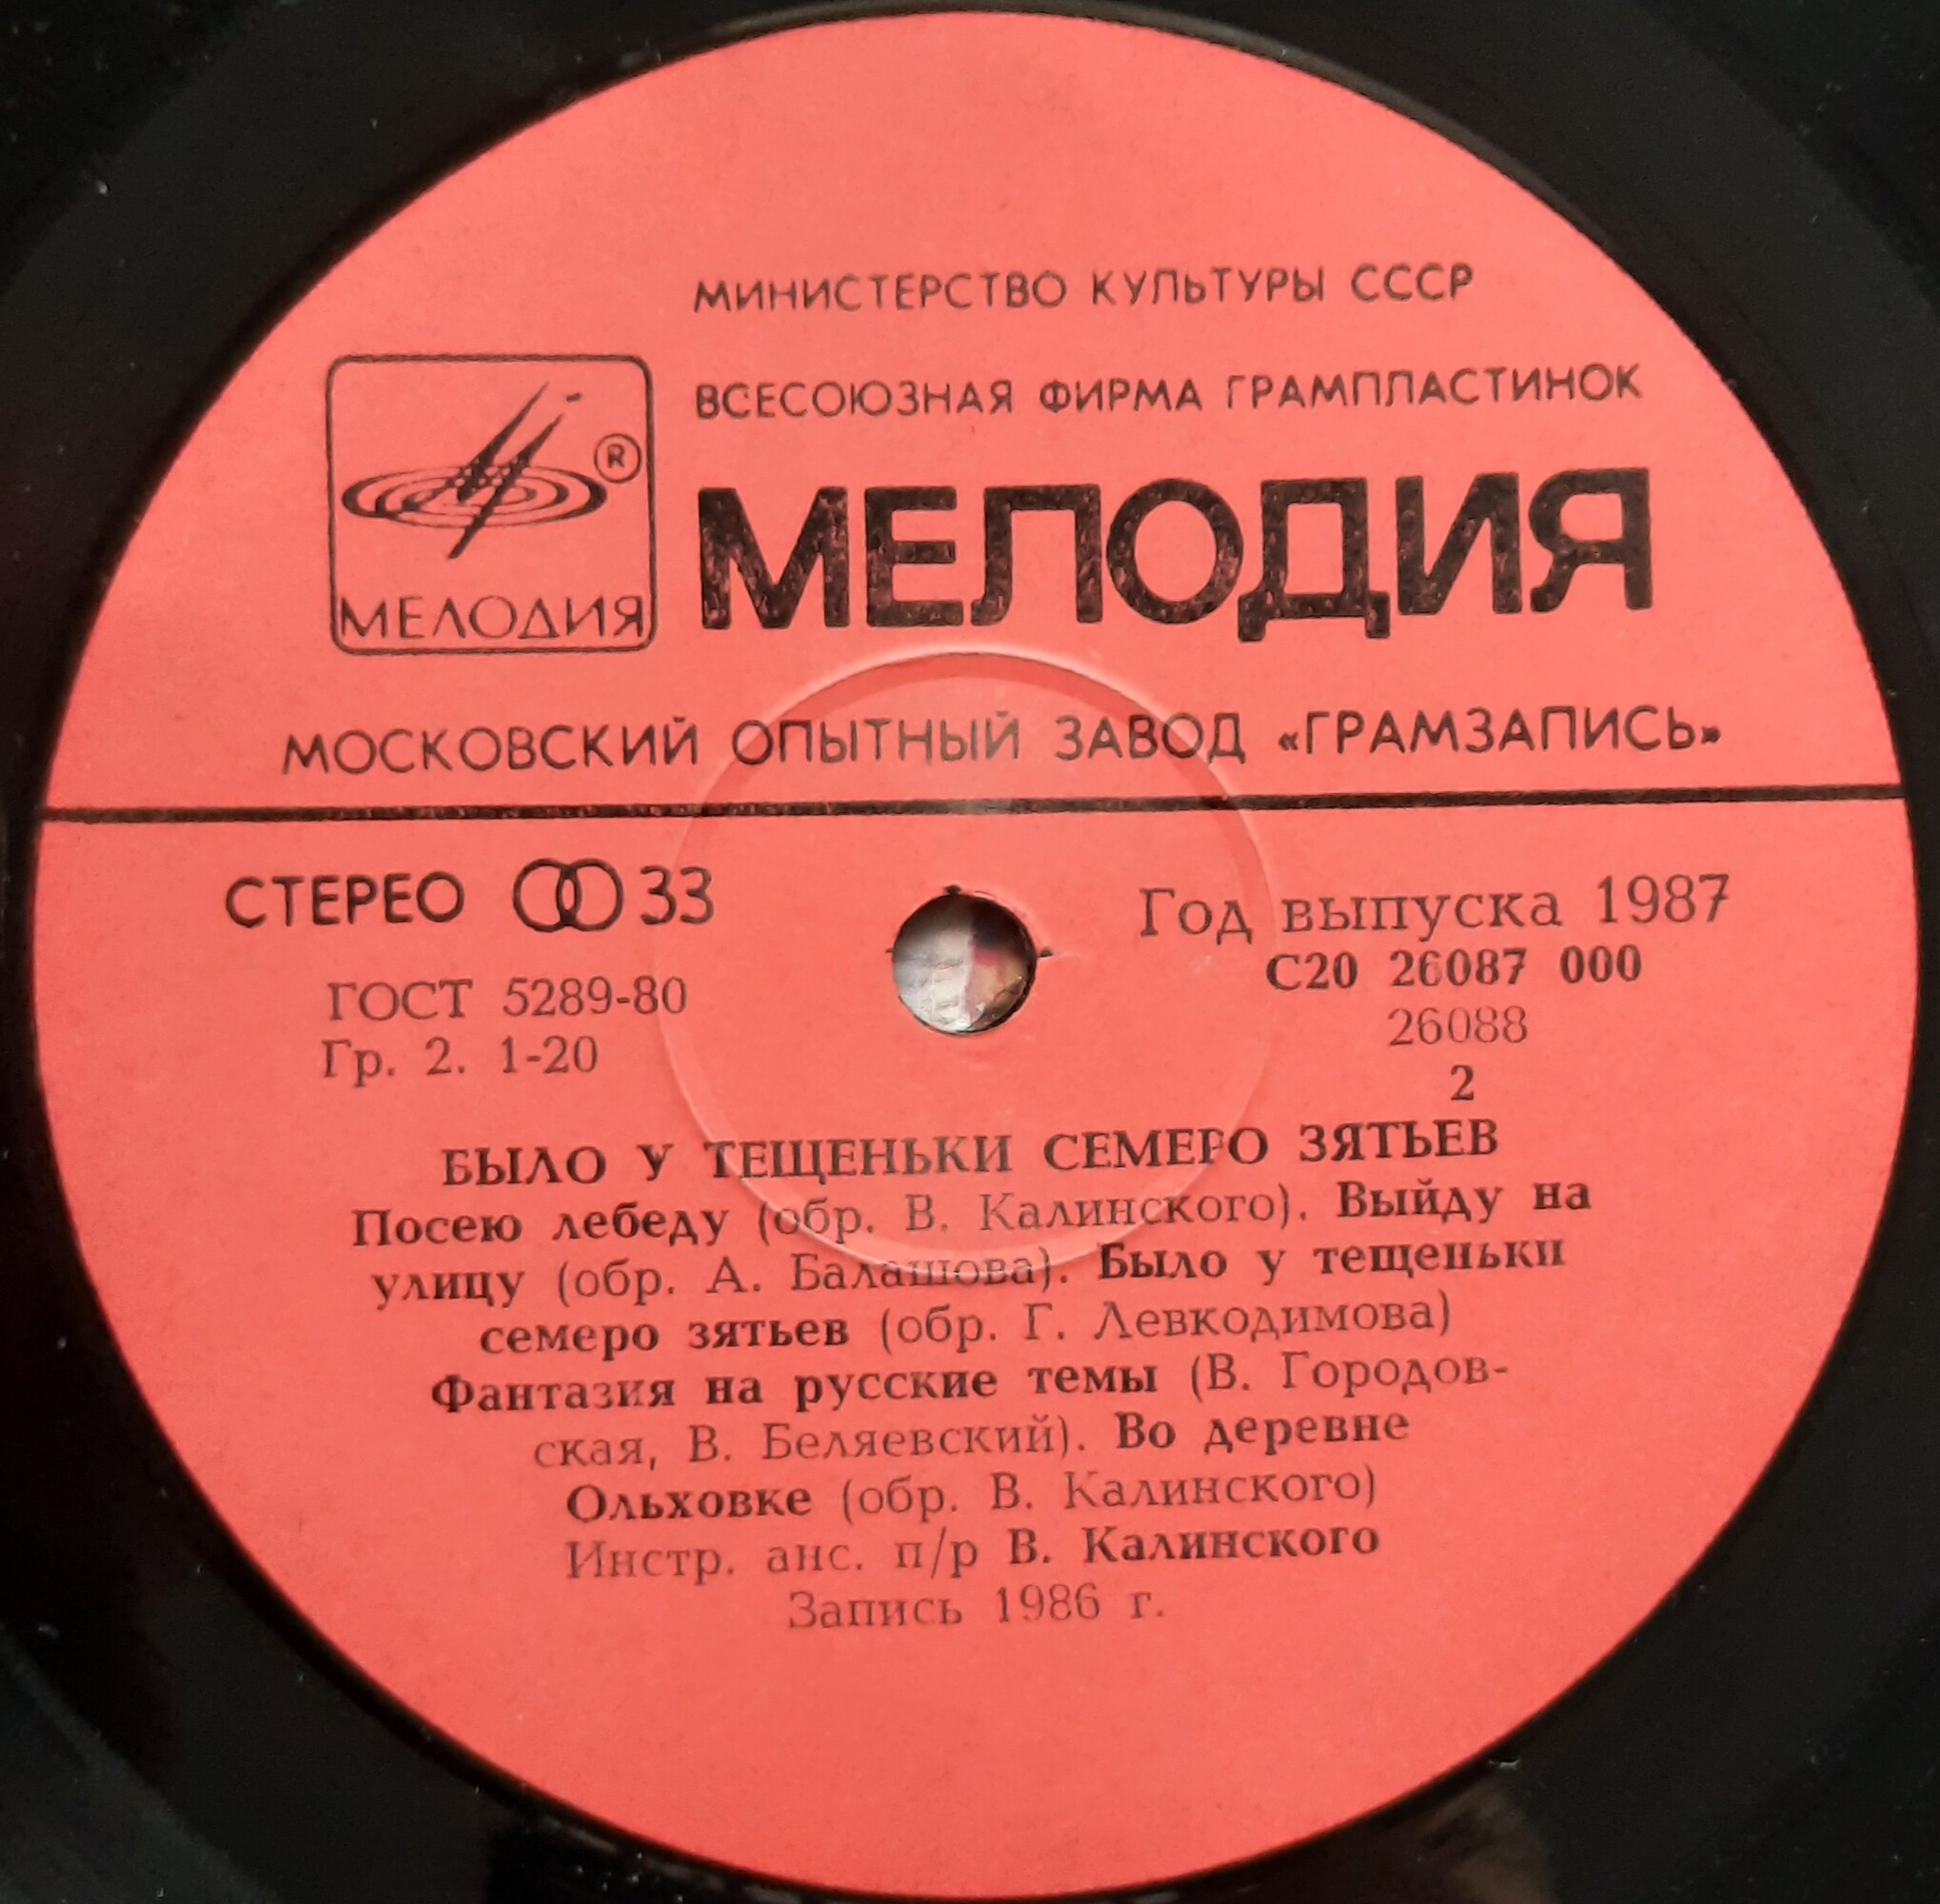 МИНИСТЕРСТВО КУЛЬТУРЫ СССР
ВСЕСОЮЗНАЯ ФИРМА ГРАМПЛАСТИНОК
®
МЕЛОДИЯ
МЕЛОДИЯ
МОСКОВСКИЙ ОПЫТНЫЙ ЗАВОД «ГРАМЗАПИСЬ»
СТЕРЕО 33
Год выпуска 1987
ГОСТ 5289-80
С20 26087 000
Гр. 2. 1-20
26088
2
БЫЛО У ТЕЩЕНЬКИ СЕМЕРО ЗЯТЬЕВ
Посею лебеду (обр. В. Калинского). Выйду на
улицу (обр. А. Балашова). Было у тещеньки
семеро зятьев (обр. Г. Левкодимова)
Фантазия на русские темы (В. Городов-
ская, В. Беляевский). Во деревне
Ольховке (обр. В. Калинского)
Инстр. анс. п/р В. Калинского
Запись 1986 г.